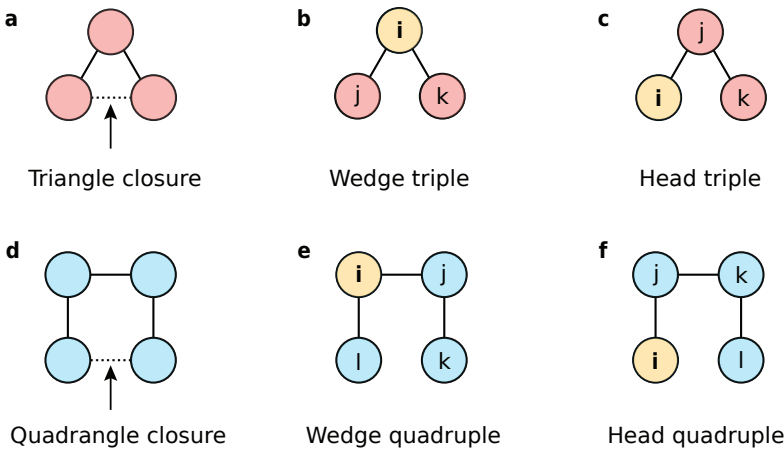 a
b
c
i
j
j
k
i
k
Triangle closure
Wedge triple
Head triple
d
e
f
i
j
j
k
l
k
i
l
Quadrangle closure
Wedge quadruple
Head quadruple